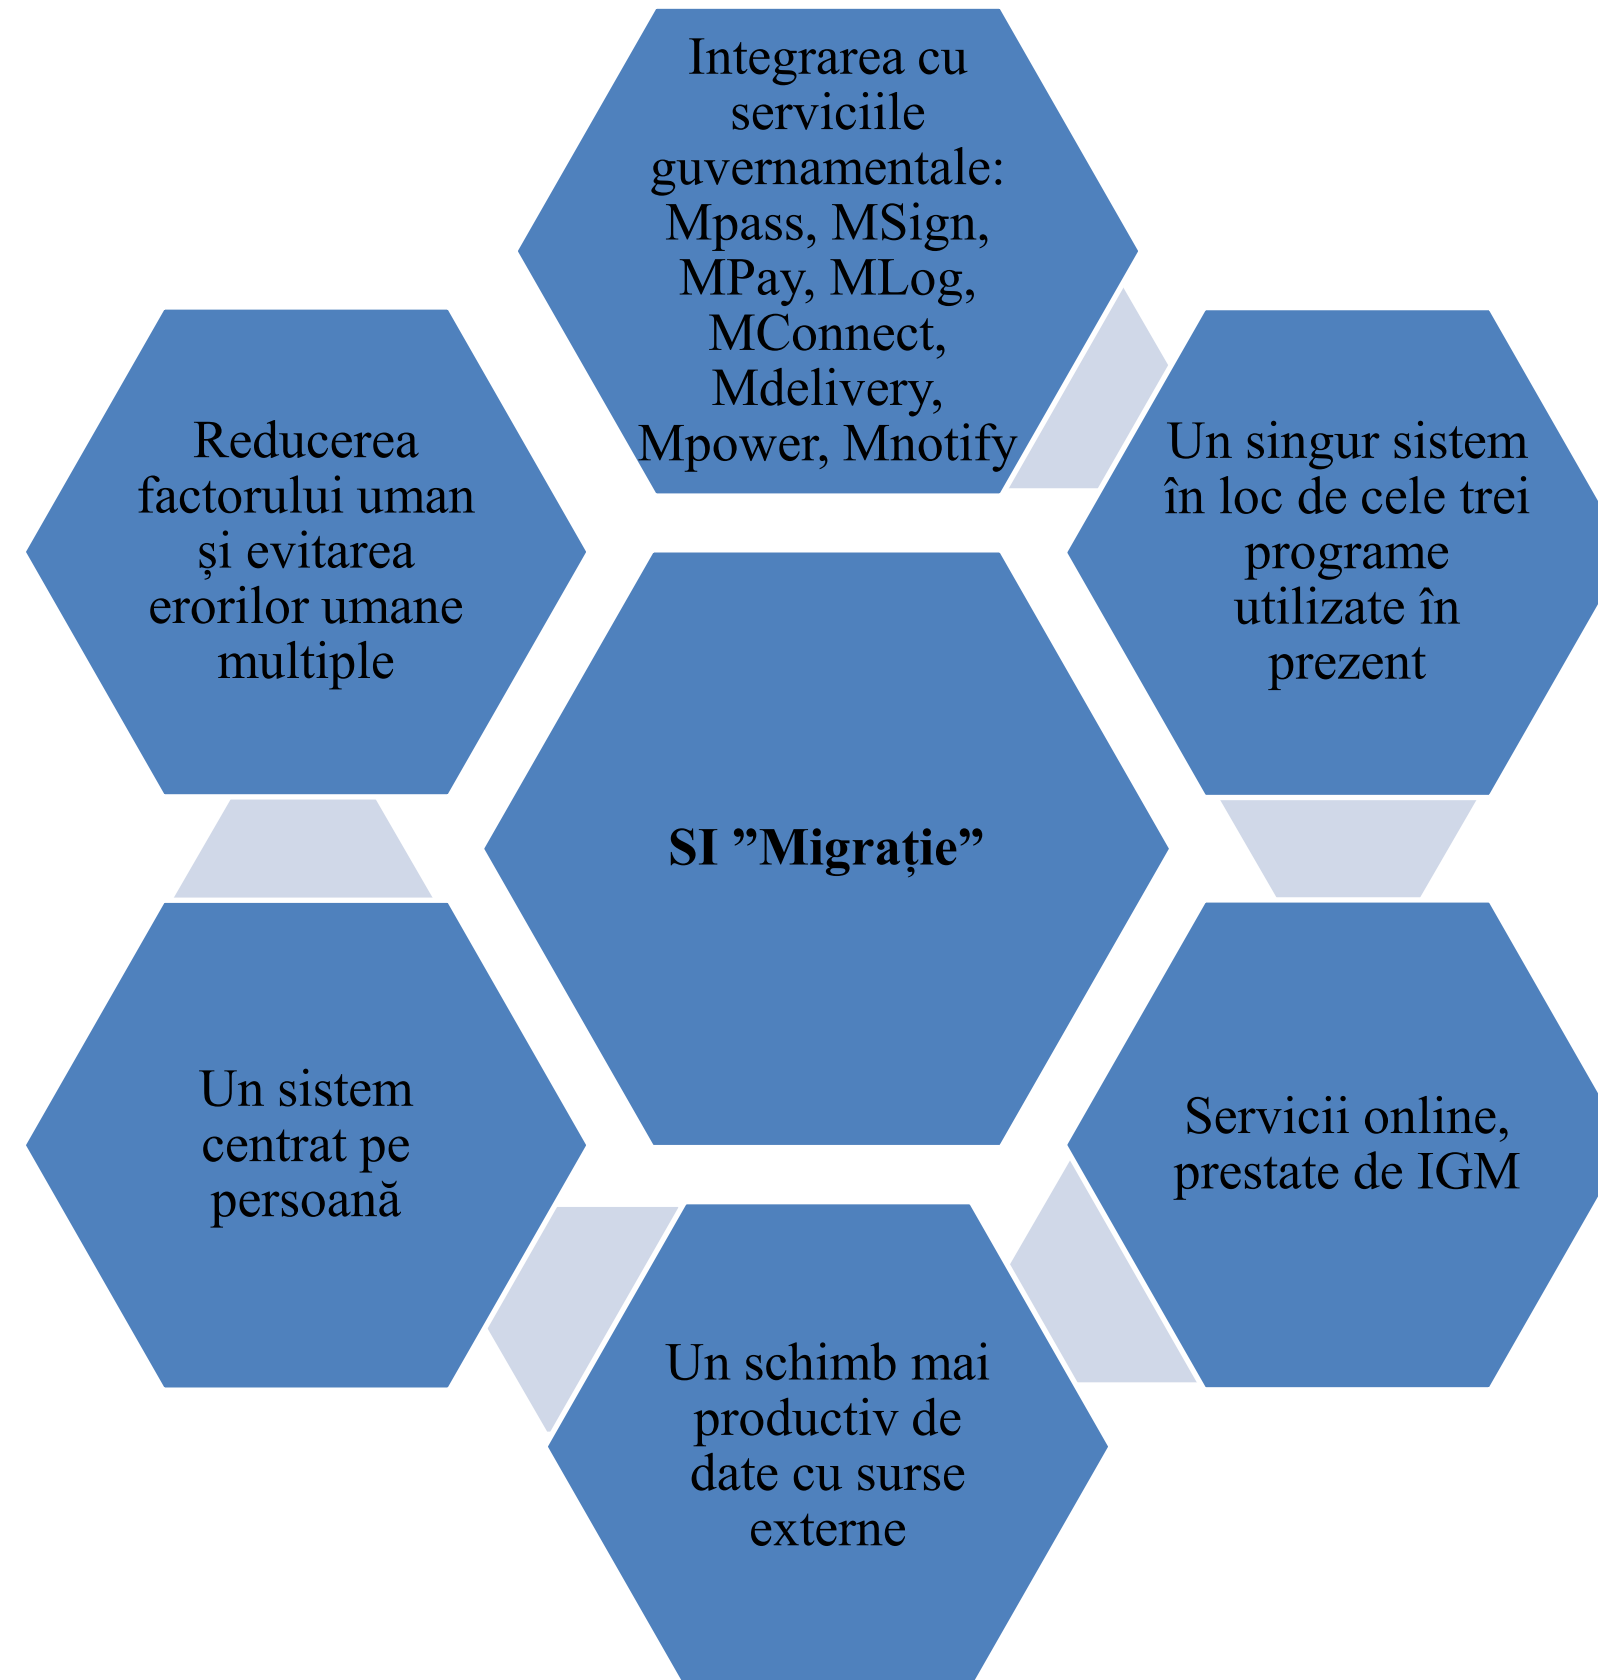 Integrarea cu
serviciile
guvernamentale:
Mpass, MSign,
MPay, MLog,
MConnect,
Mdelivery,
Mpower, Mnotify
Un singur sistem
în loc de cele trei
programe
utilizate în
prezent
Servicii online,
prestate de IGM
Un schimb mai
productiv de
date cu surse
externe
Un sistem
centrat pe
persoană
Reducerea
factorului uman
și evitarea
erorilor umane
multiple
SI ”Migrație”